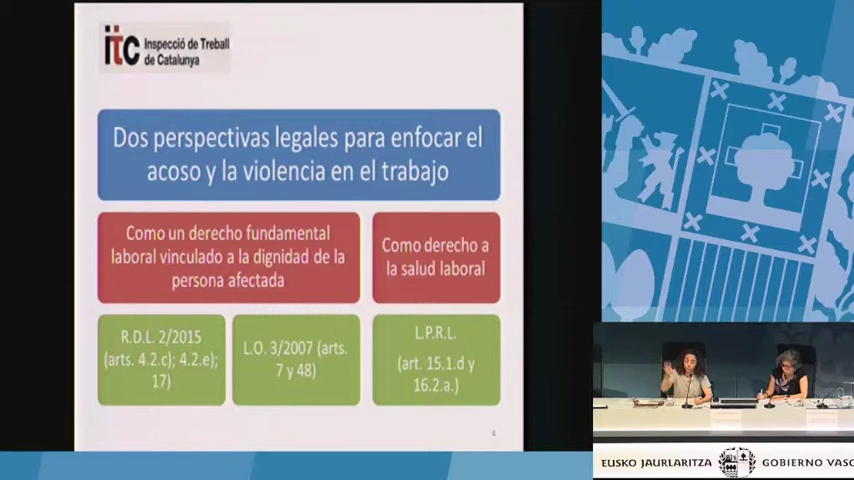 itc Inspecció de Treball
de Catalunya
Dos perspectivas legales para enfocar el
acoso y la violencia en el trabajo
Como un derecho fundamental
laboral vinculado a la dignidad de la
persona afectada
Como derecho a
la salud laboral
R.D.L. 2/2015
(arts. 4.2.c); 4.2.e);
17)
L.O. 3/2007 (arts.
7 y 48)
L.P.R.L.
(art. 15.1.d y
16.2.a.)
4
EUSKO JAURLARITZA
GOBIERNO VASC